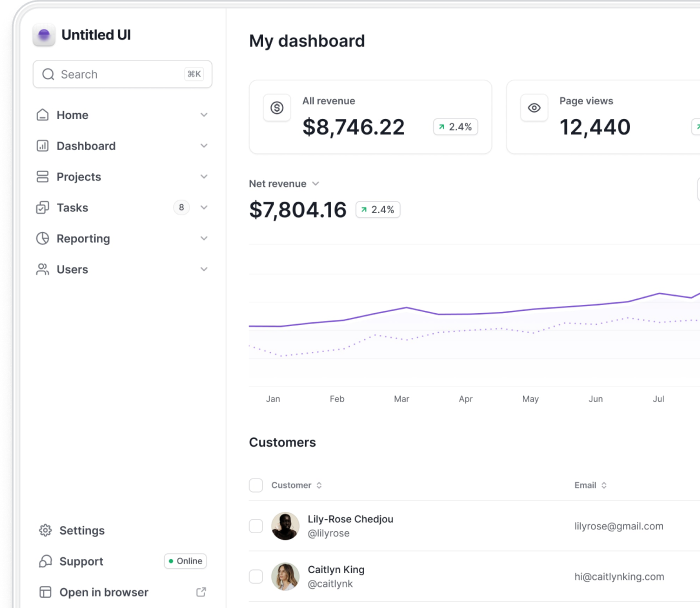 Untitled UI
Search
⌘K
Home
Dashboard
Projects
Tasks
8
Reporting
Users
Settings
Support
Online
Open in browser
My dashboard
All revenue
$8,746.22
2.4%
Page views
12,440
Net revenue
$7,804.16
2.4%
Jan Feb Mar Apr May Jun Jul
Customers
Customer Email
Lily-Rose Chedjou
@lilyrose
lilyrose@gmail.com
Caitlyn King
@caitlynk
hi@caitlynking.com